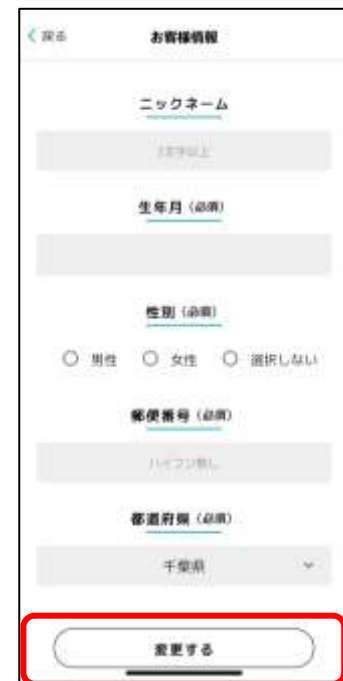 戻る お客様情報
ニックネーム
2文字以上
生年月（必須）
性別（必須）
男性 女性 選択しない
郵便番号（必須）
ハイフン無し
都道府県（必須）
千葉県
変更する